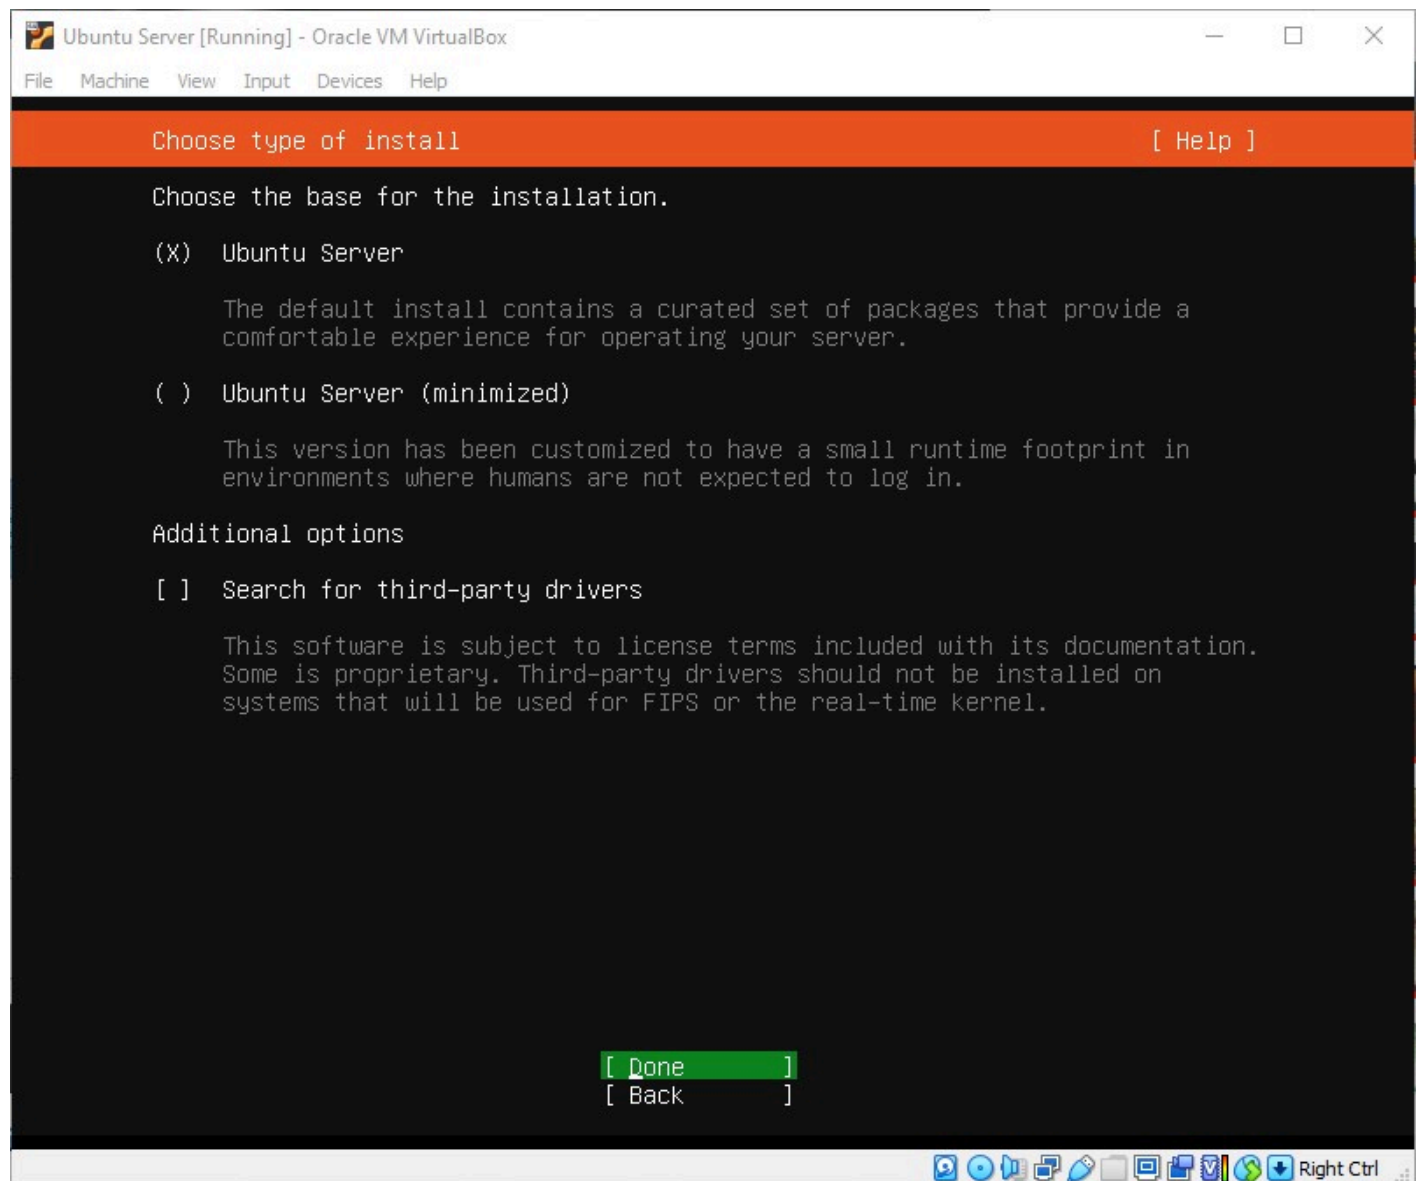 Ubuntu Server [Running] - Oracle VM VirtualBox
File Machine View Input Devices Help
Choose type of install [ Help ]
Choose the base for the installation.
(X) Ubuntu Server
The default install contains a curated set of packages that provide a
comfortable experience for operating your server.
( ) Ubuntu Server (minimized)
This version has been customized to have a small runtime footprint in
environments where humans are not expected to log in.
Additional options
[ ] Search for third-party drivers
This software is subject to license terms included with its documentation.
Some is proprietary. Third-party drivers should not be installed on
systems that will be used for FIPS or the real-time kernel.
[ Done ]
[ Back ]
Right Ctrl